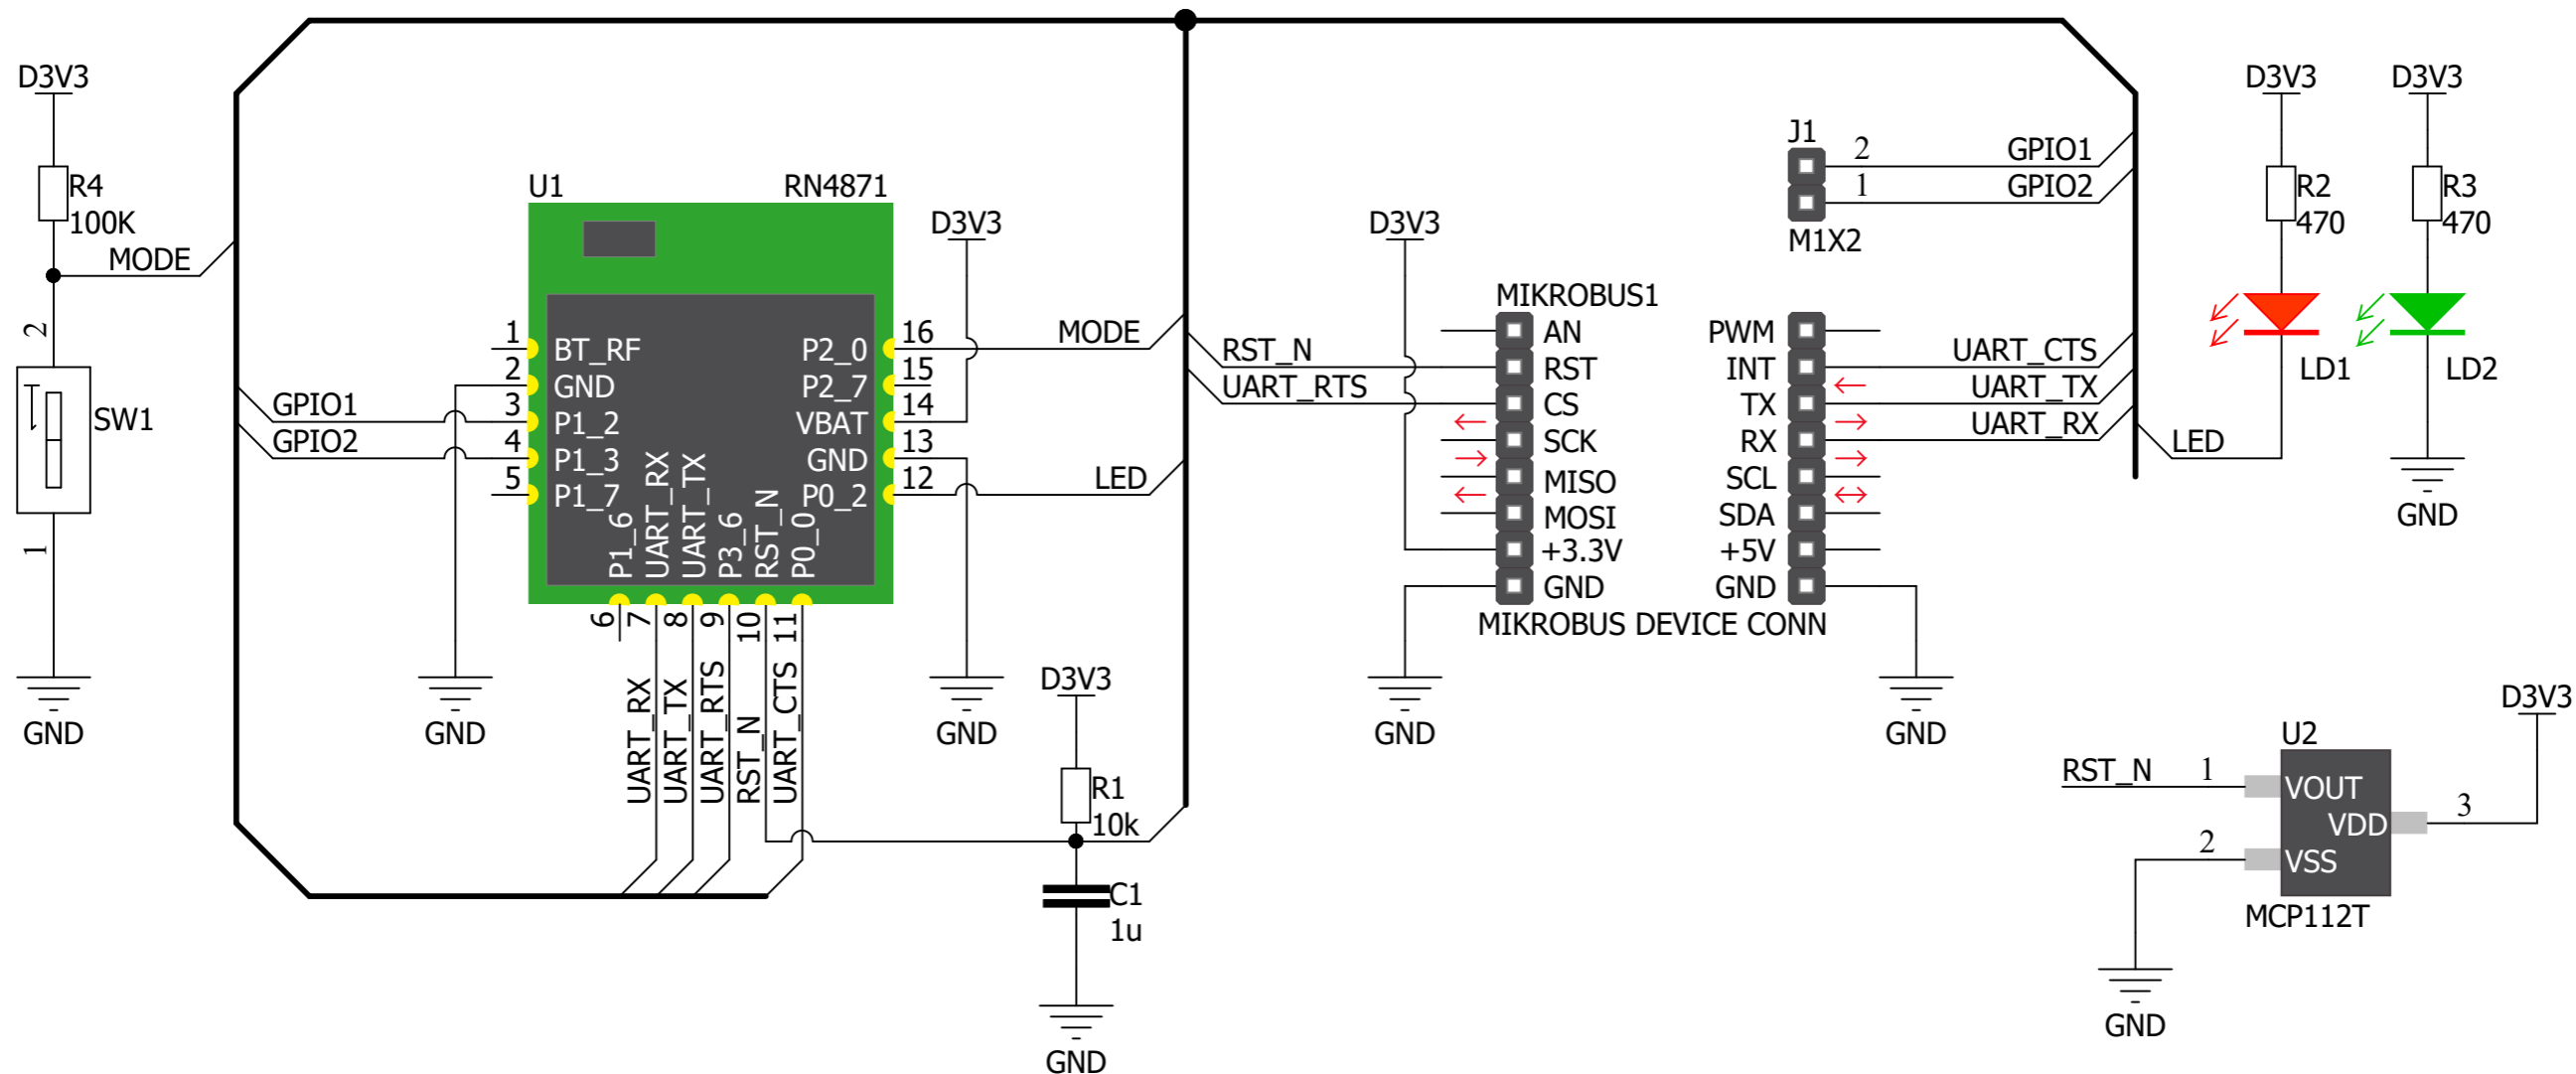 D3V3
R4
100K
MODE
2
SW1
1
GND
U1
RN4871
1
BT_RF
2
GND
GPIO1
3
P1_2
GPIO2
4
P1_3
5
P1_7
P2_0
16
MODE
P2_7
15
VBAT
14
GND
13
P0_2
12
LED
P1_6
UART_RX
UART_TX
P3_6
RST_N
P0_0
6
7
8
9
10
11
UART_RX
UART_TX
UART_RTS
RST_N
UART_CTS
GND
D3V3
GND
D3V3
R1
10k
C1
1u
GND
D3V3
RST_N
UART_RTS
MIKROBUS1
AN
RST
CS
SCK
MISO
MOSI
+3.3V
GND
PWM
INT
TX
RX
SCL
SDA
+5V
GND
MIKROBUS DEVICE CONN
GND
GND
J1
2
GPIO1
1
GPIO2
M1X2
UART_CTS
UART_TX
UART_RX
LED
D3V3
R2
470
LD1
D3V3
R3
470
LD2
GND
D3V3
U2
RST_N
1
VOUT
VDD
3
2
VSS
MCP112T
GND